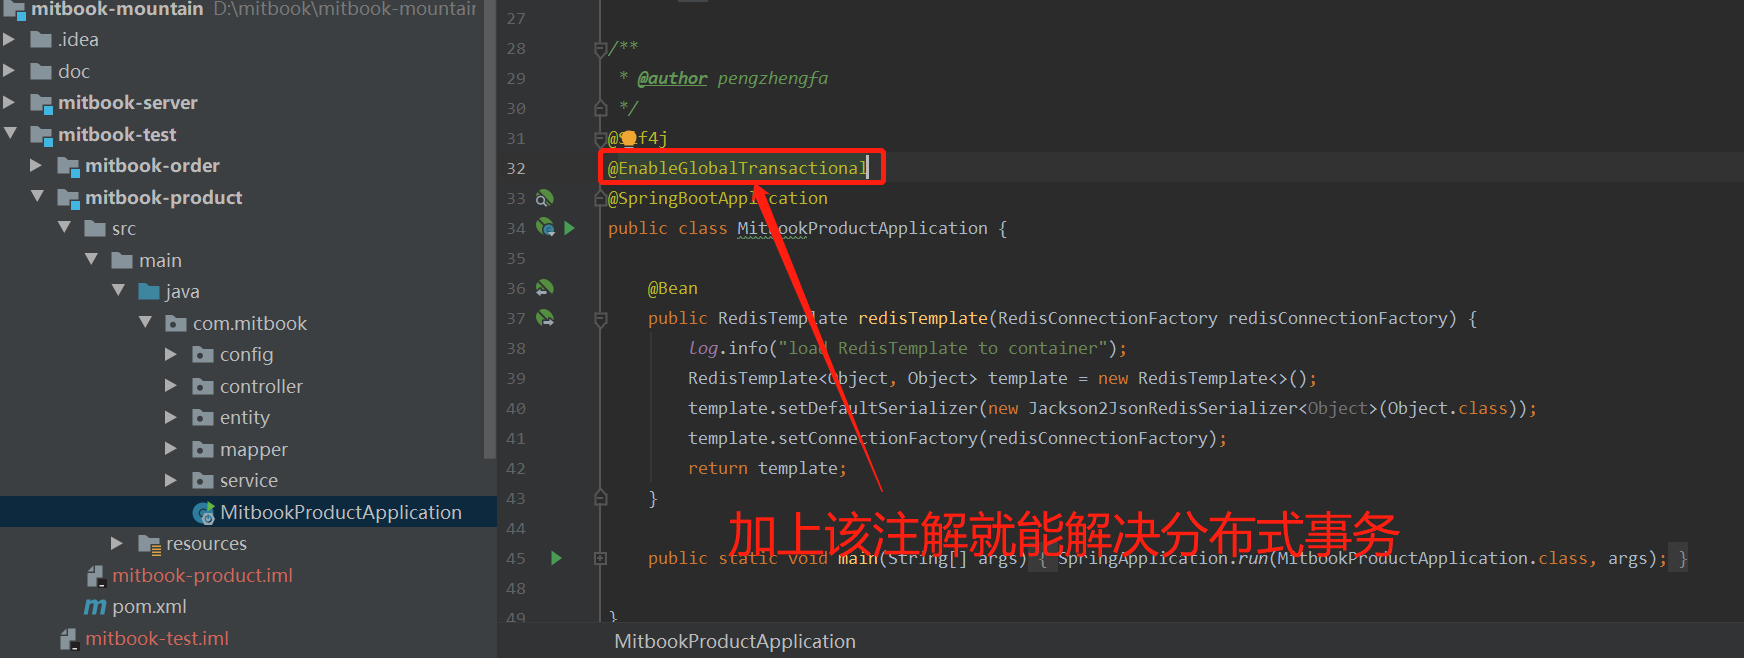 mitbook-mountain D:\mitbook\mitbook-mountain
.idea
doc
mitbook-server
mitbook-test
mitbook-order
mitbook-product
src
main
java
com.mitbook
config
controller
entity
mapper
service
MitbookProductApplication
resources
mitbook-product.iml
pom.xml
mitbook-test.iml
27
28 /**
29 * @author pengzhengfa
30 */
31 @Slf4j
32 @EnableGlobalTransactional
33 @SpringBootApplication
34 public class MitbookProductApplication {
35
36 @Bean
37 public RedisTemplate redisTemplate(RedisConnectionFactory redisConnectionFactory) {
38 log.info("load RedisTemplate to container");
39 RedisTemplate<Object, Object> template = new RedisTemplate<>();
40 template.setDefaultSerializer(new Jackson2JsonRedisSerializer<Object>(Object.class));
41 template.setConnectionFactory(redisConnectionFactory);
42 return template;
43 }
44
加上该注解就能解决分布式事务
45 public static void main(String[] args) { SpringApplication.run(MitbookProductApplication.class, args); }
48
49 }
MitbookProductApplication